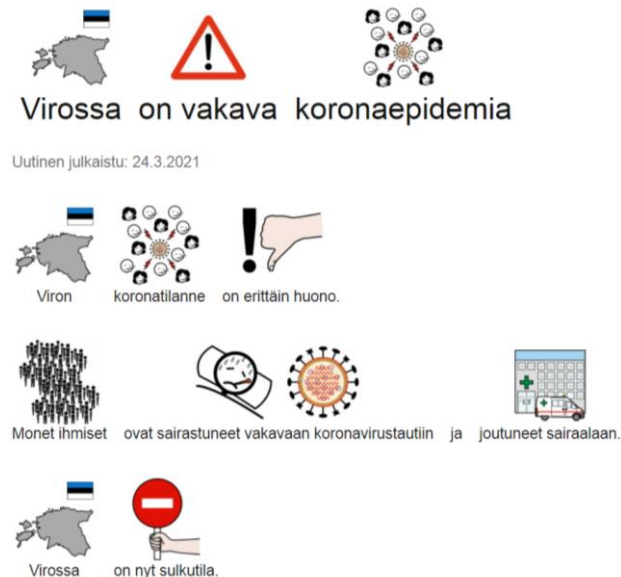 Virossa on vakava koronaepidemia
Uutinen julkaistu: 24.3.2021
Viron koronatilanne on erittäin huono.
Monet ihmiset ovat sairastuneet vakavaan koronavirustautiin ja joutuneet sairaalaan.
Virossa on nyt sulkutila.